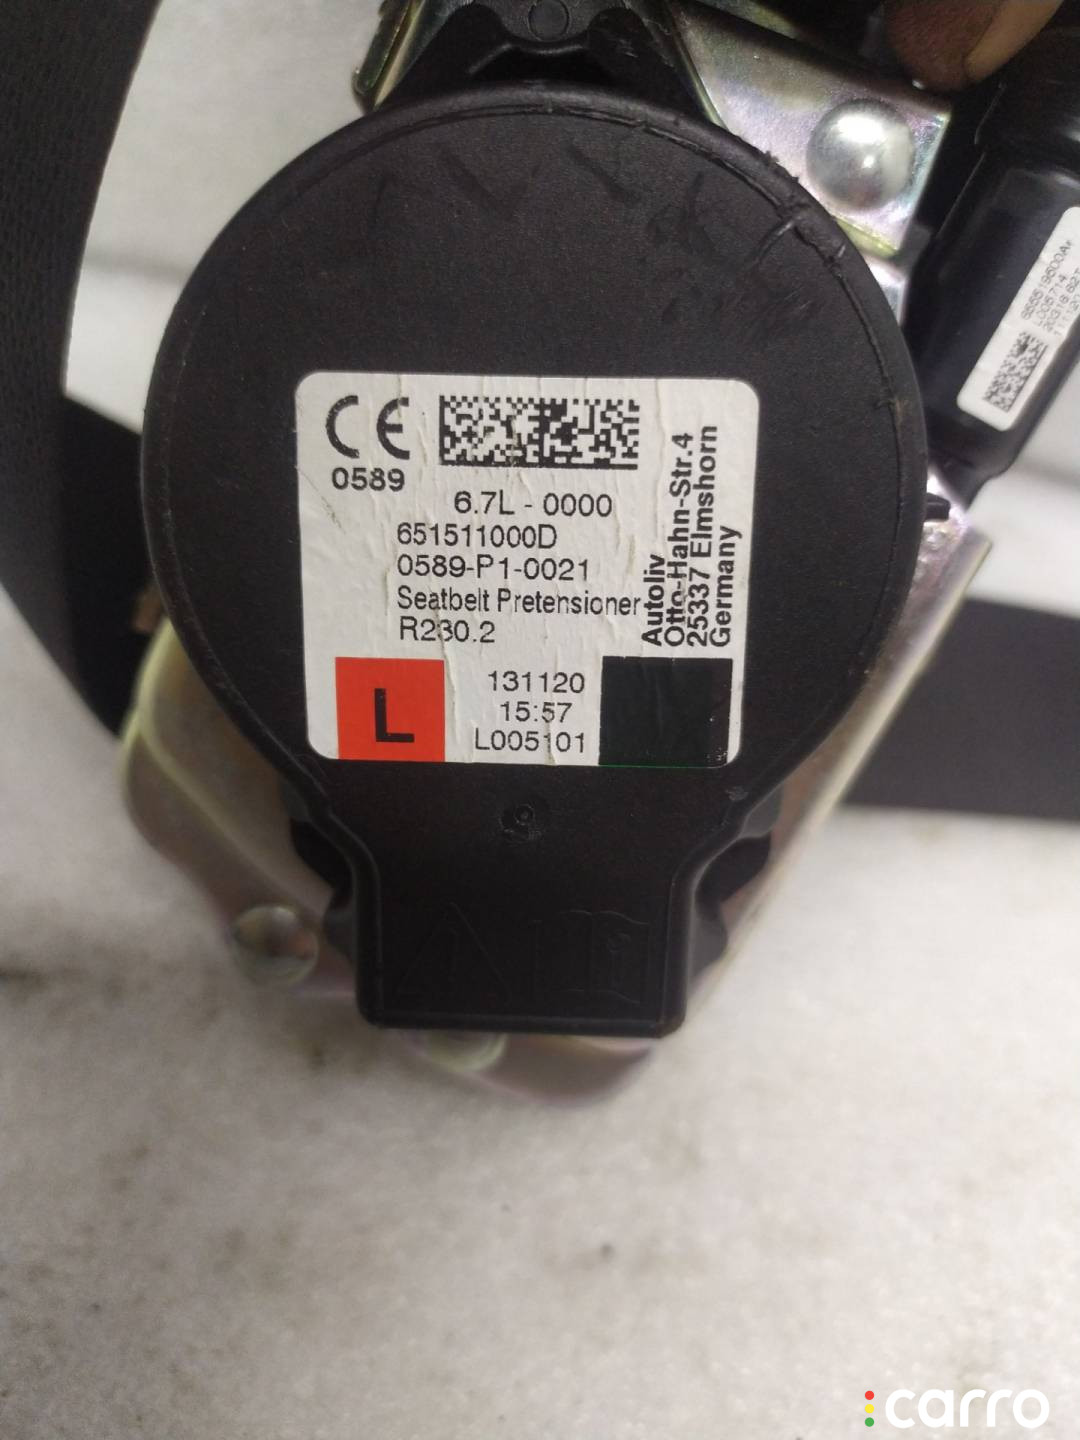 CE
0589
6.7L - 0000
651511000D
0589-P1-0021
Seatbelt Pretensioner
R230.2
L
131120
15:57
L005101
Autoliv
Otto-Hahn-Str.4
25337 Elmshorn
Germany
L005714
carro